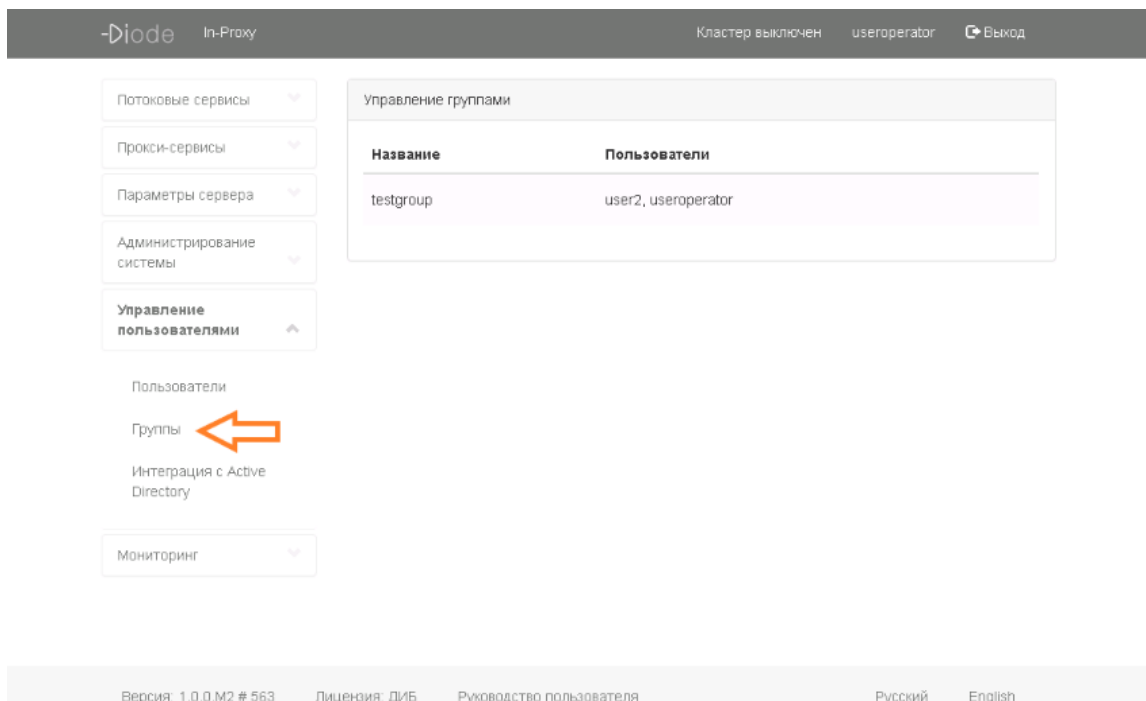 -Diode In-Proxy Кластер выключен useroperator Выход
Потоковые сервисы
Прокси-сервисы
Параметры сервера
Администрирование
системы
Управление
пользователями
Пользователи
Группы
Интеграция с Active
Directory
Мониторинг
Управление группами
Название Пользователи
testgroup user2, useroperator
Версия: 1.0.0.M2 # 563 Лицензия: ДИБ Руководство пользователя Русский English